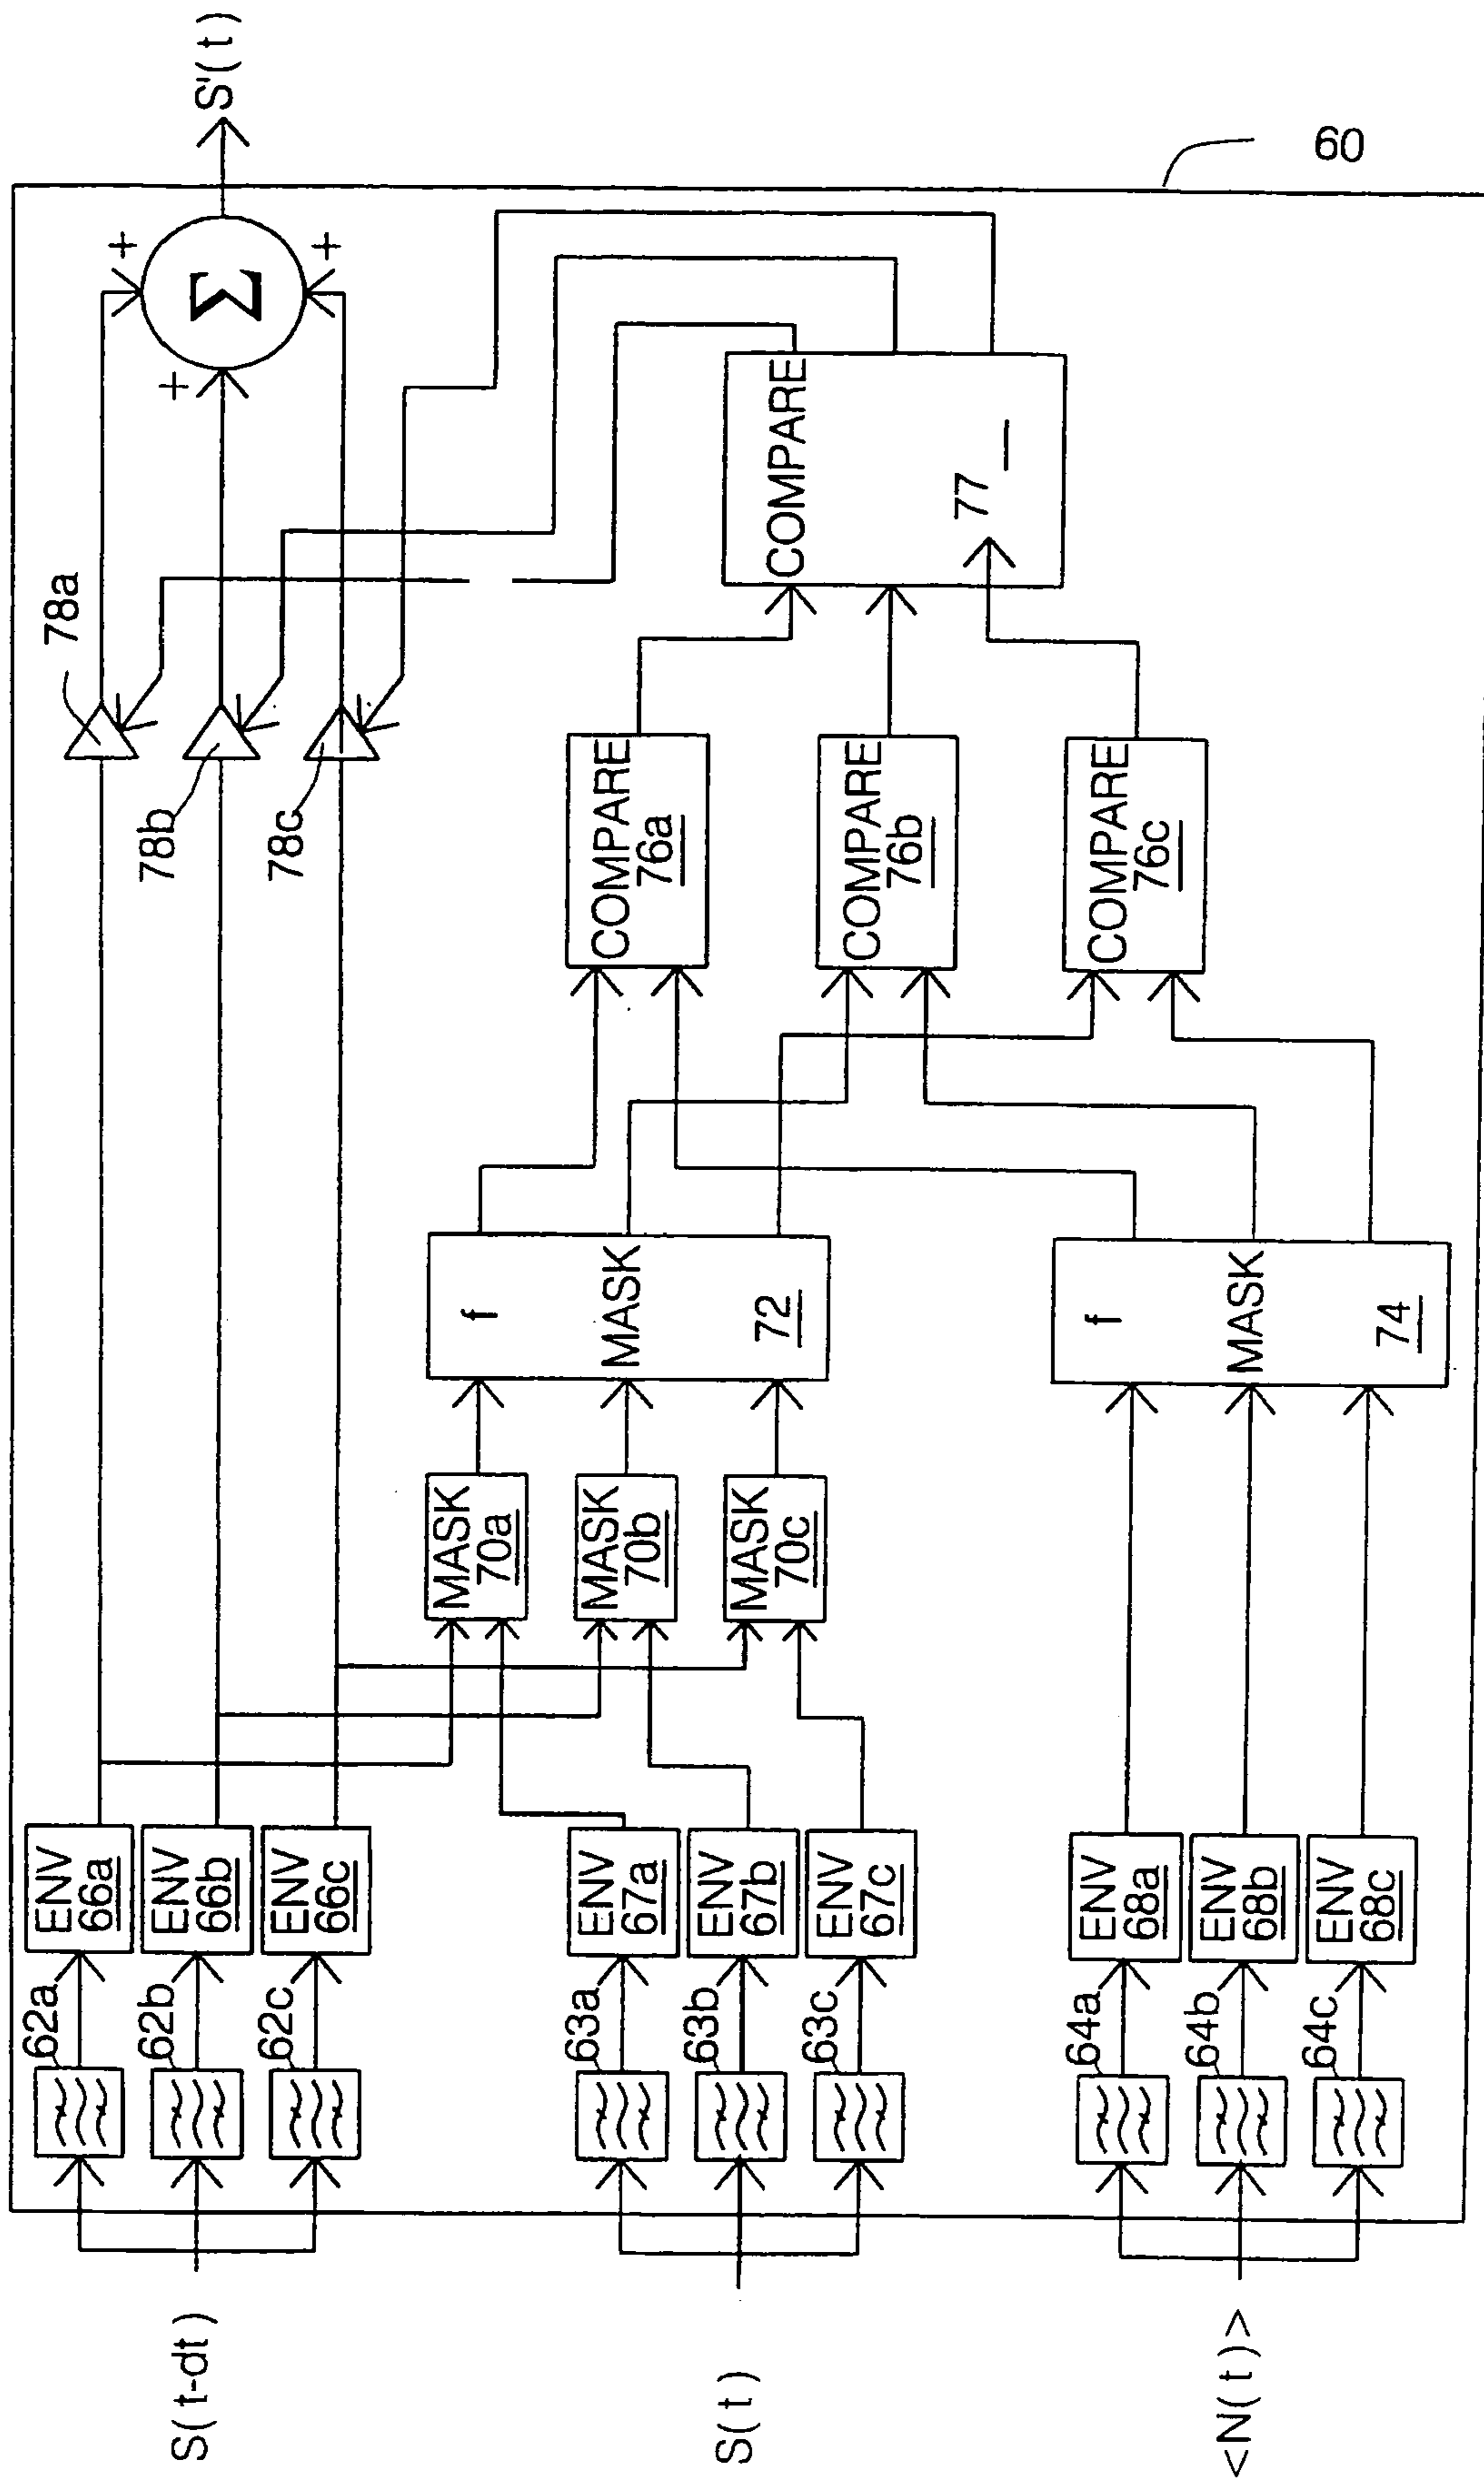 S(t-dt)
62a
62b
62c
ENV
66a
ENV
66b
ENV
66c
78a
78b
78c
+
+
+
Σ
S'(t)
60
S(t)
63a
63b
63c
ENV
67a
ENV
67b
ENV
67c
MASK
70a
MASK
70b
MASK
70c
f
MASK
72
COMPARE
76a
COMPARE
76b
COMPARE
76c
COMPARE
77
<N(t)>
64a
64b
64c
ENV
68a
ENV
68b
ENV
68c
f
MASK
74